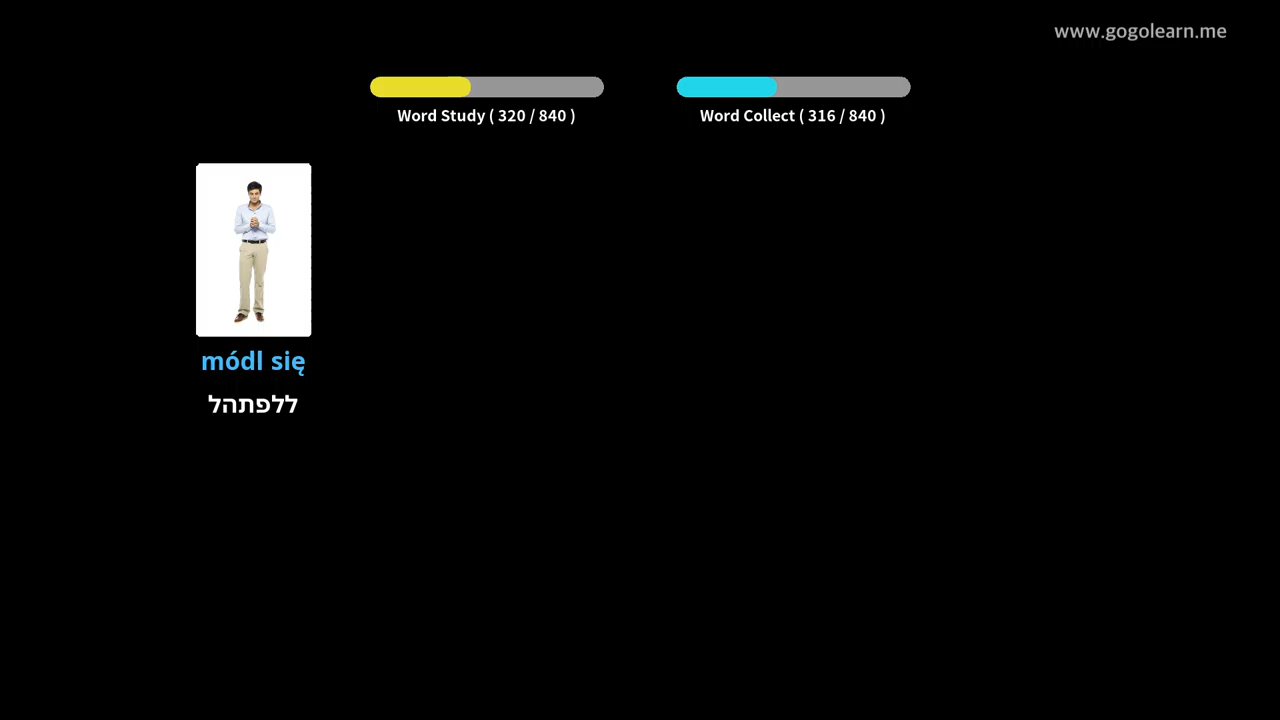 www.gogolearn.me
Word Study ( 320 / 840 )
Word Collect ( 316 / 840 )
módl się
ללפתהל